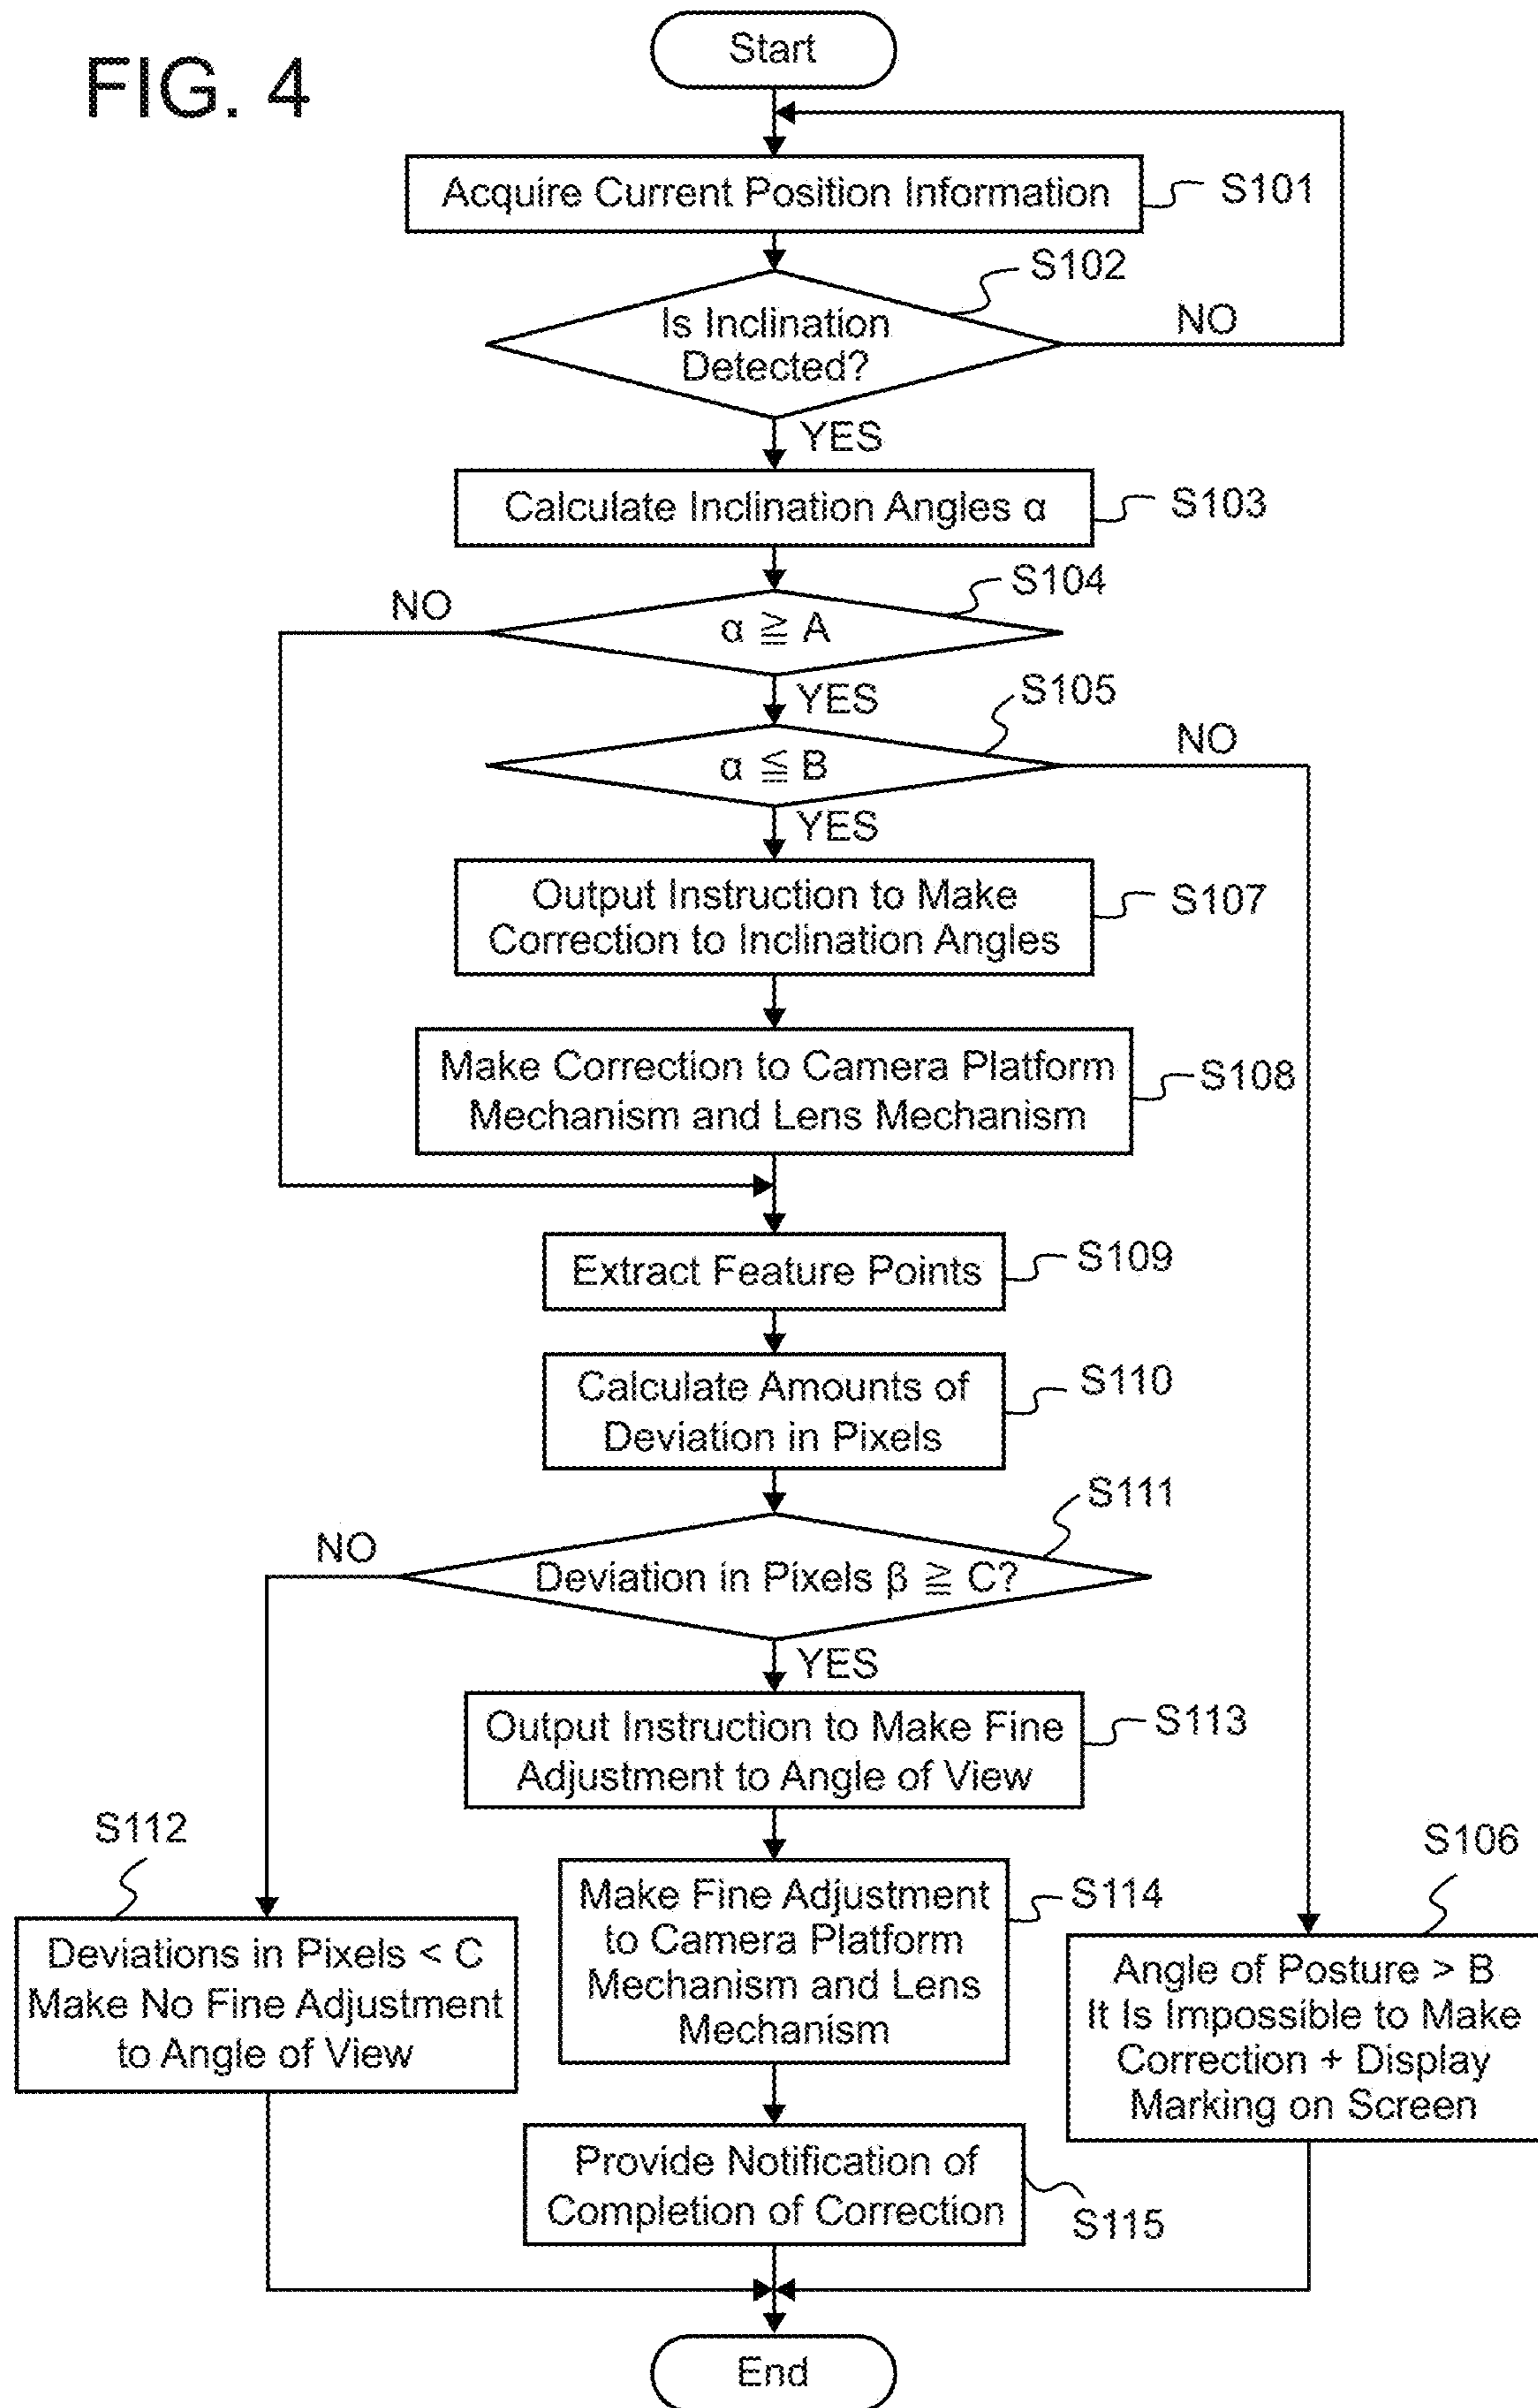 FIG. 4
Start
Acquire Current Position Information
S101
S102
Is Inclination
Detected?
NO
YES
Calculate Inclination Angles α
S103
S104
NO
α ≧ A
YES
S105
NO
α ≦ B
YES
Output Instruction to Make
Correction to Inclination Angles
S107
Make Correction to Camera Platform
Mechanism and Lens Mechanism
S108
Extract Feature Points
S109
Calculate Amounts of
Deviation in Pixels
S110
S111
NO
Deviation in Pixels β ≧ C?
YES
Output Instruction to Make Fine
Adjustment to Angle of View
S113
S112
Deviations in Pixels < C
Make No Fine Adjustment
to Angle of View
Make Fine Adjustment
to Camera Platform
Mechanism and Lens
Mechanism
S114
S106
Angle of Posture > B
It Is Impossible to Make
Correction + Display
Marking on Screen
Provide Notification of
Completion of Correction
S115
End